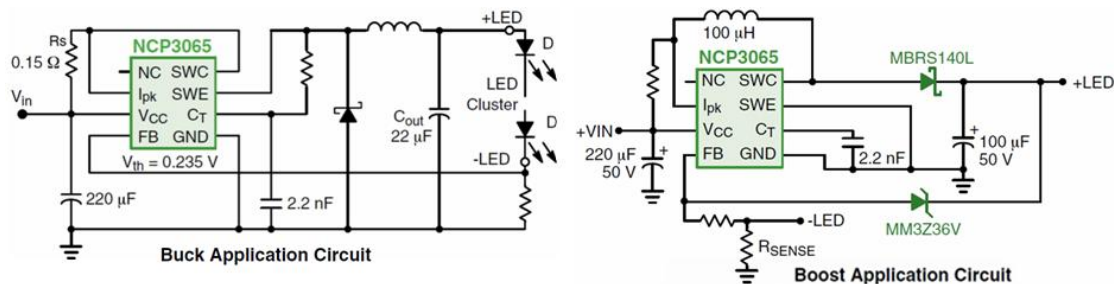 +LED
Rs
0.15 Ω
NCP3065
NC SWC
Ipk SWE
VCC CT
FB GND
Vin
Vth = 0.235 V
220 µF
2.2 nF
Cout
22 µF
D
LED
Cluster
D
-LED
Buck Application Circuit
100 µH
NCP3065
NC SWC
Ipk SWE
VCC CT
FB GND
MBRS140L
+LED
+VIN
220 µF
50 V
+
2.2 nF
+
100 µF
50 V
MM3Z36V
-LED
RSENSE
Boost Application Circuit